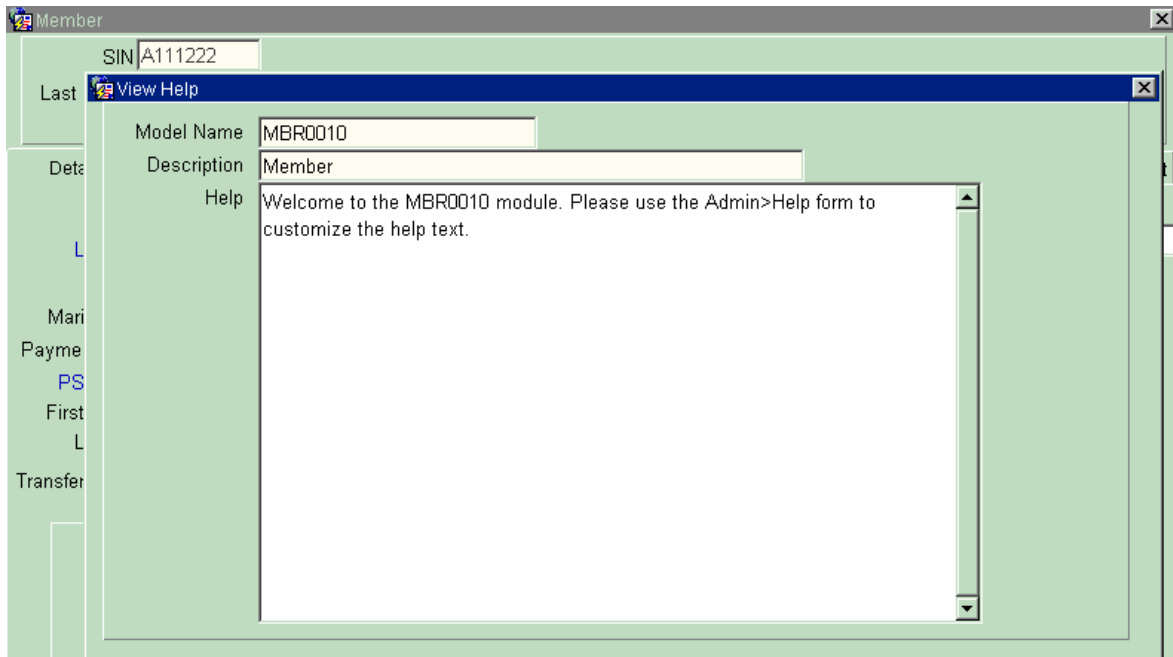 Member
SIN A111222
Last
View Help
Model Name MBR0010
Description Member
Help Welcome to the MBR0010 module. Please use the Admin>Help form to
customize the help text.
Deta
L
Mari
Payme
PS
First
L
Transfer
t